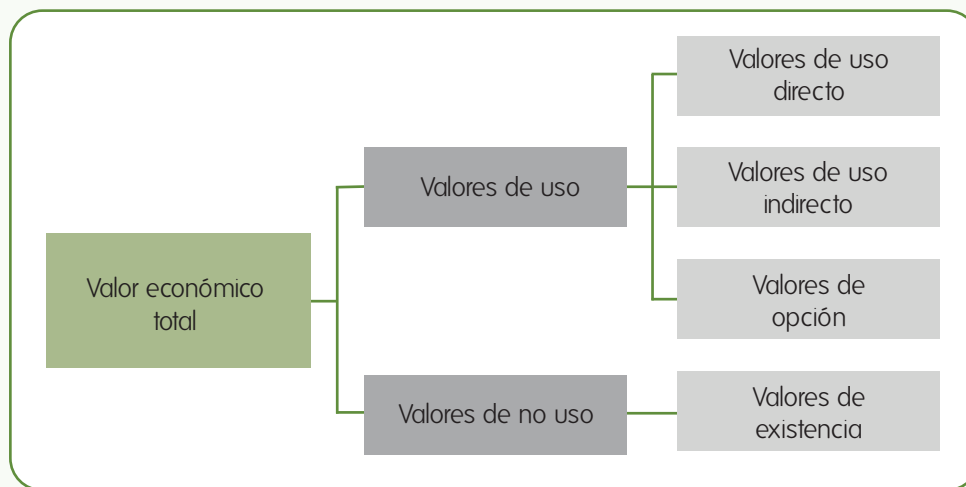 Valor económico
total
Valores de uso
Valores de uso
directo
Valores de uso
indirecto
Valores de
opción
Valores de no uso
Valores de
existencia